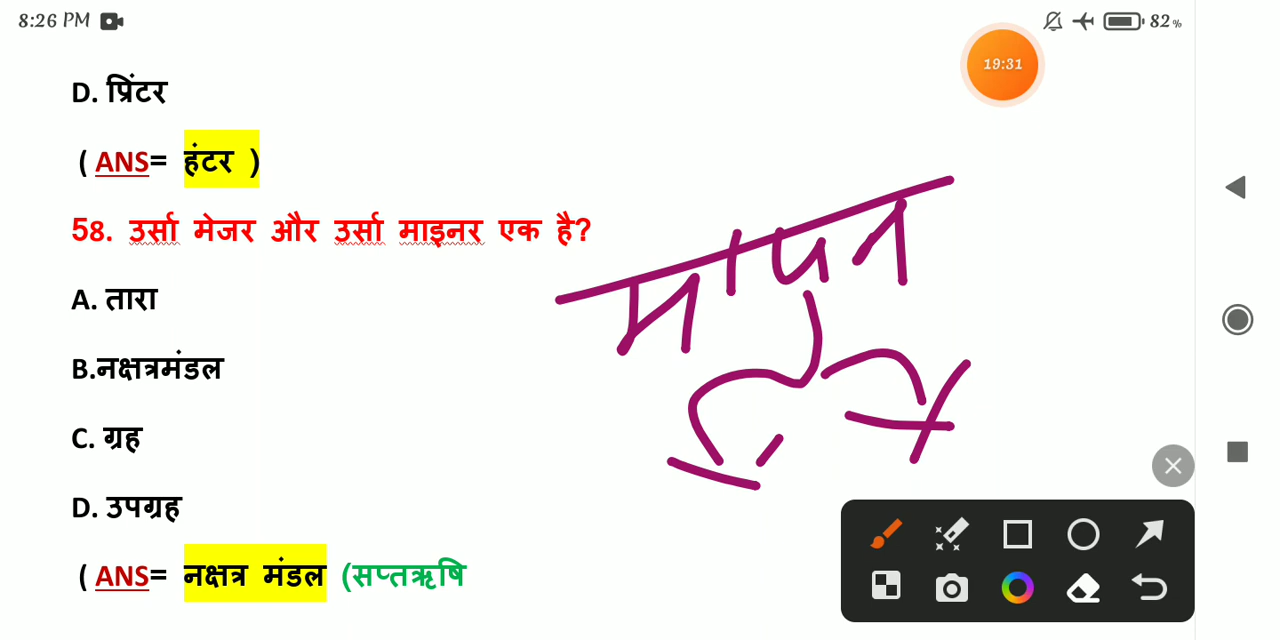 8:26 PM
82%
19:31
D. प्रिंटर
( ANS= हंटर )
58. उर्सा मेजर और उर्सा माइनर एक है?
A. तारा
B.नक्षत्रमंडल
C. ग्रह
D. उपग्रह
( ANS= नक्षत्र मंडल (सप्तऋषि
मापन